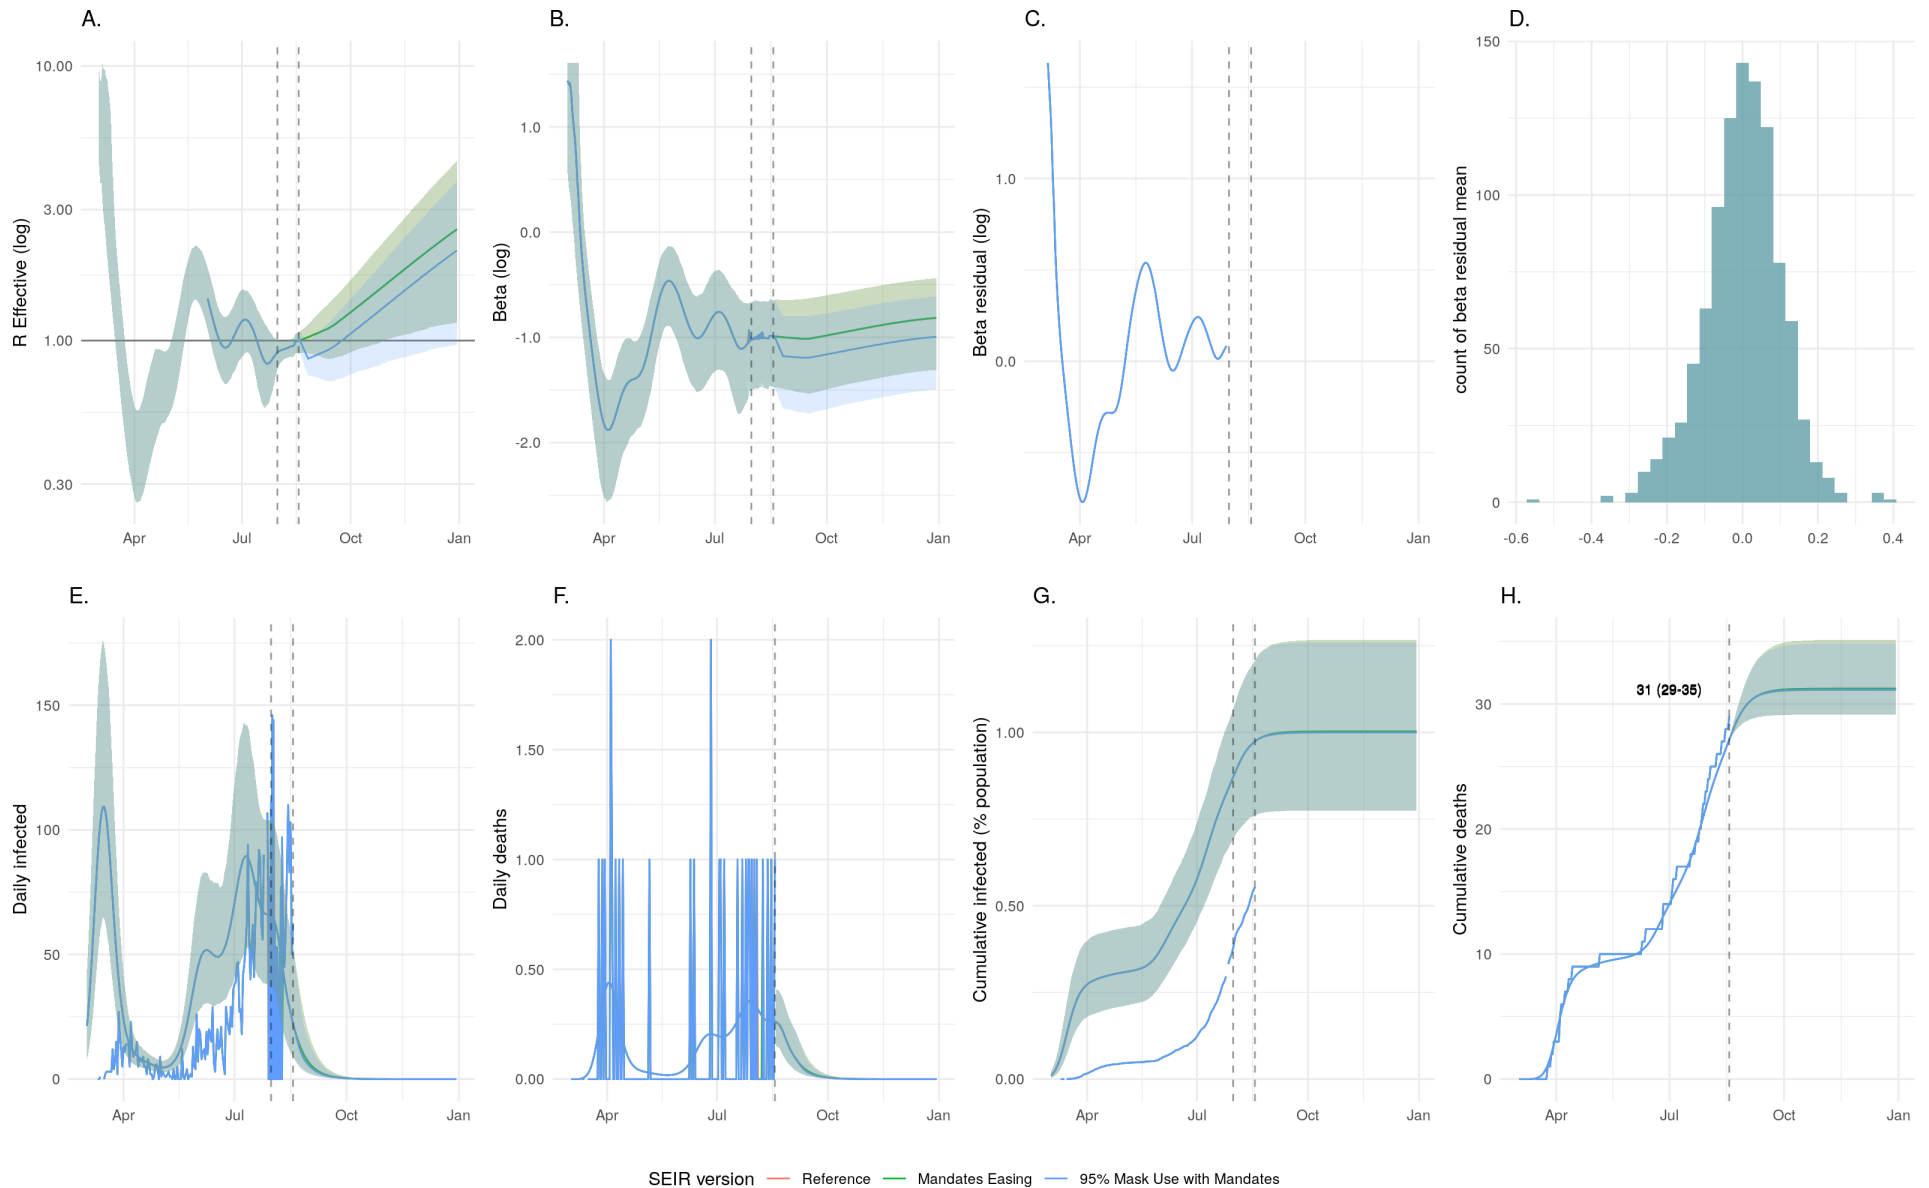 A.
R Effective (log)
10.00
3.00
1.00
0.30
Apr
Jul
Oct
Jan
B.
Beta (log)
1.0
0.0
-1.0
-2.0
Apr
Jul
Oct
Jan
C.
Beta residual (log)
1.0
0.0
Apr
Jul
Oct
Jan
D.
count of beta residual mean
150
100
50
0
-0.6
-0.4
-0.2
0.0
0.2
0.4
E.
Daily infected
150
100
50
0
Apr
Jul
Oct
Jan
F.
Daily deaths
2.00
1.50
1.00
0.50
0.00
Apr
Jul
Oct
Jan
G.
Cumulative infected (% population)
1.00
0.50
0.00
Apr
Jul
Oct
Jan
H.
Cumulative deaths
30
20
10
0
31 (29-35)
Apr
Jul
Oct
Jan
SEIR version
Reference
Mandates Easing
95% Mask Use with Mandates